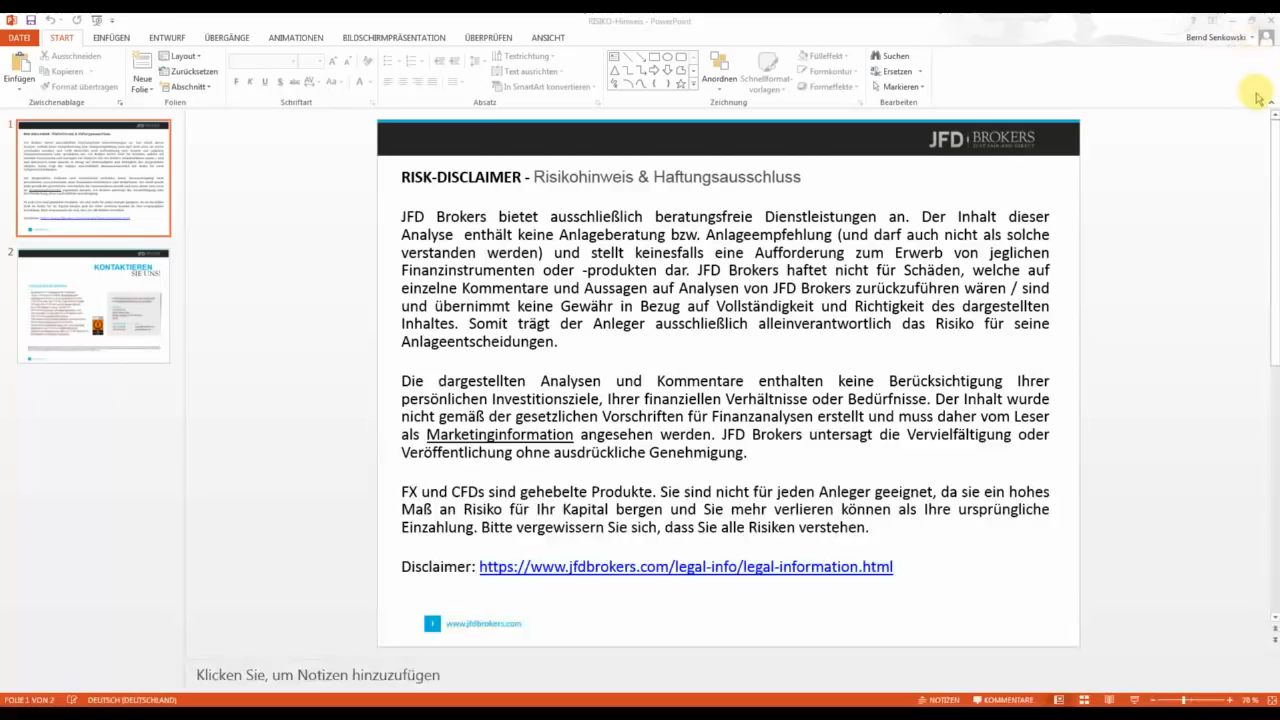 RISIKO-Hinweis - PowerPoint
DATEI START EINFÜGEN ENTWURF ÜBERGÄNGE ANIMATIONEN BILDSCHIRMPRÄSENTATION ÜBERPRÜFEN ANSICHT
Bernd Senkowski
Einfügen
Ausschneiden
Kopieren
Format übertragen
Zwischenablage
Neue
Folie
Layout
Zurücksetzen
Abschnitt
Folien
Schriftart
Textrichtung
Text ausrichten
In SmartArt konvertieren
Absatz
Anordnen
Schnellformat-
vorlagen
Fülleffekt
Formkontur
Formeffekte
Zeichnung
Suchen
Ersetzen
Markieren
Bearbeiten
1
2
KONTAKTIEREN
SIE UNS!
JFD BROKERS
JUST FAIR AND DIRECT
RISK-DISCLAIMER - Risikohinweis & Haftungsausschluss
JFD Brokers bietet ausschließlich beratungsfreie Dienstleistungen an. Der Inhalt dieser
Analyse enthält keine Anlageberatung bzw. Anlageempfehlung (und darf auch nicht als solche
verstanden werden) und stellt keinesfalls eine Aufforderung zum Erwerb von jeglichen
Finanzinstrumenten oder -produkten dar. JFD Brokers haftet nicht für Schäden, welche auf
einzelne Kommentare und Aussagen auf Analysen von JFD Brokers zurückzuführen wären / sind
und übernimmt keine Gewähr in Bezug auf Vollständigkeit und Richtigkeit des dargestellten
Inhaltes. Somit trägt der Anleger ausschließlich alleinverantwortlich das Risiko für seine
Anlageentscheidungen.
Die dargestellten Analysen und Kommentare enthalten keine Berücksichtigung Ihrer
persönlichen Investitionsziele, Ihrer finanziellen Verhältnisse oder Bedürfnisse. Der Inhalt wurde
nicht gemäß der gesetzlichen Vorschriften für Finanzanalysen erstellt und muss daher vom Leser
als Marketinginformation angesehen werden. JFD Brokers untersagt die Vervielfältigung oder
Veröffentlichung ohne ausdrückliche Genehmigung.
FX und CFDs sind gehebelte Produkte. Sie sind nicht für jeden Anleger geeignet, da sie ein hohes
Maß an Risiko für Ihr Kapital bergen und Sie mehr verlieren können als Ihre ursprüngliche
Einzahlung. Bitte vergewissern Sie sich, dass Sie alle Risiken verstehen.
Disclaimer: https://www.jfdbrokers.com/legal-info/legal-information.html
www.jfdbrokers.com
Klicken Sie, um Notizen hinzuzufügen
FOLIE 1 VON 2 DEUTSCH (DEUTSCHLAND) NOTIZEN KOMMENTARE 78 %